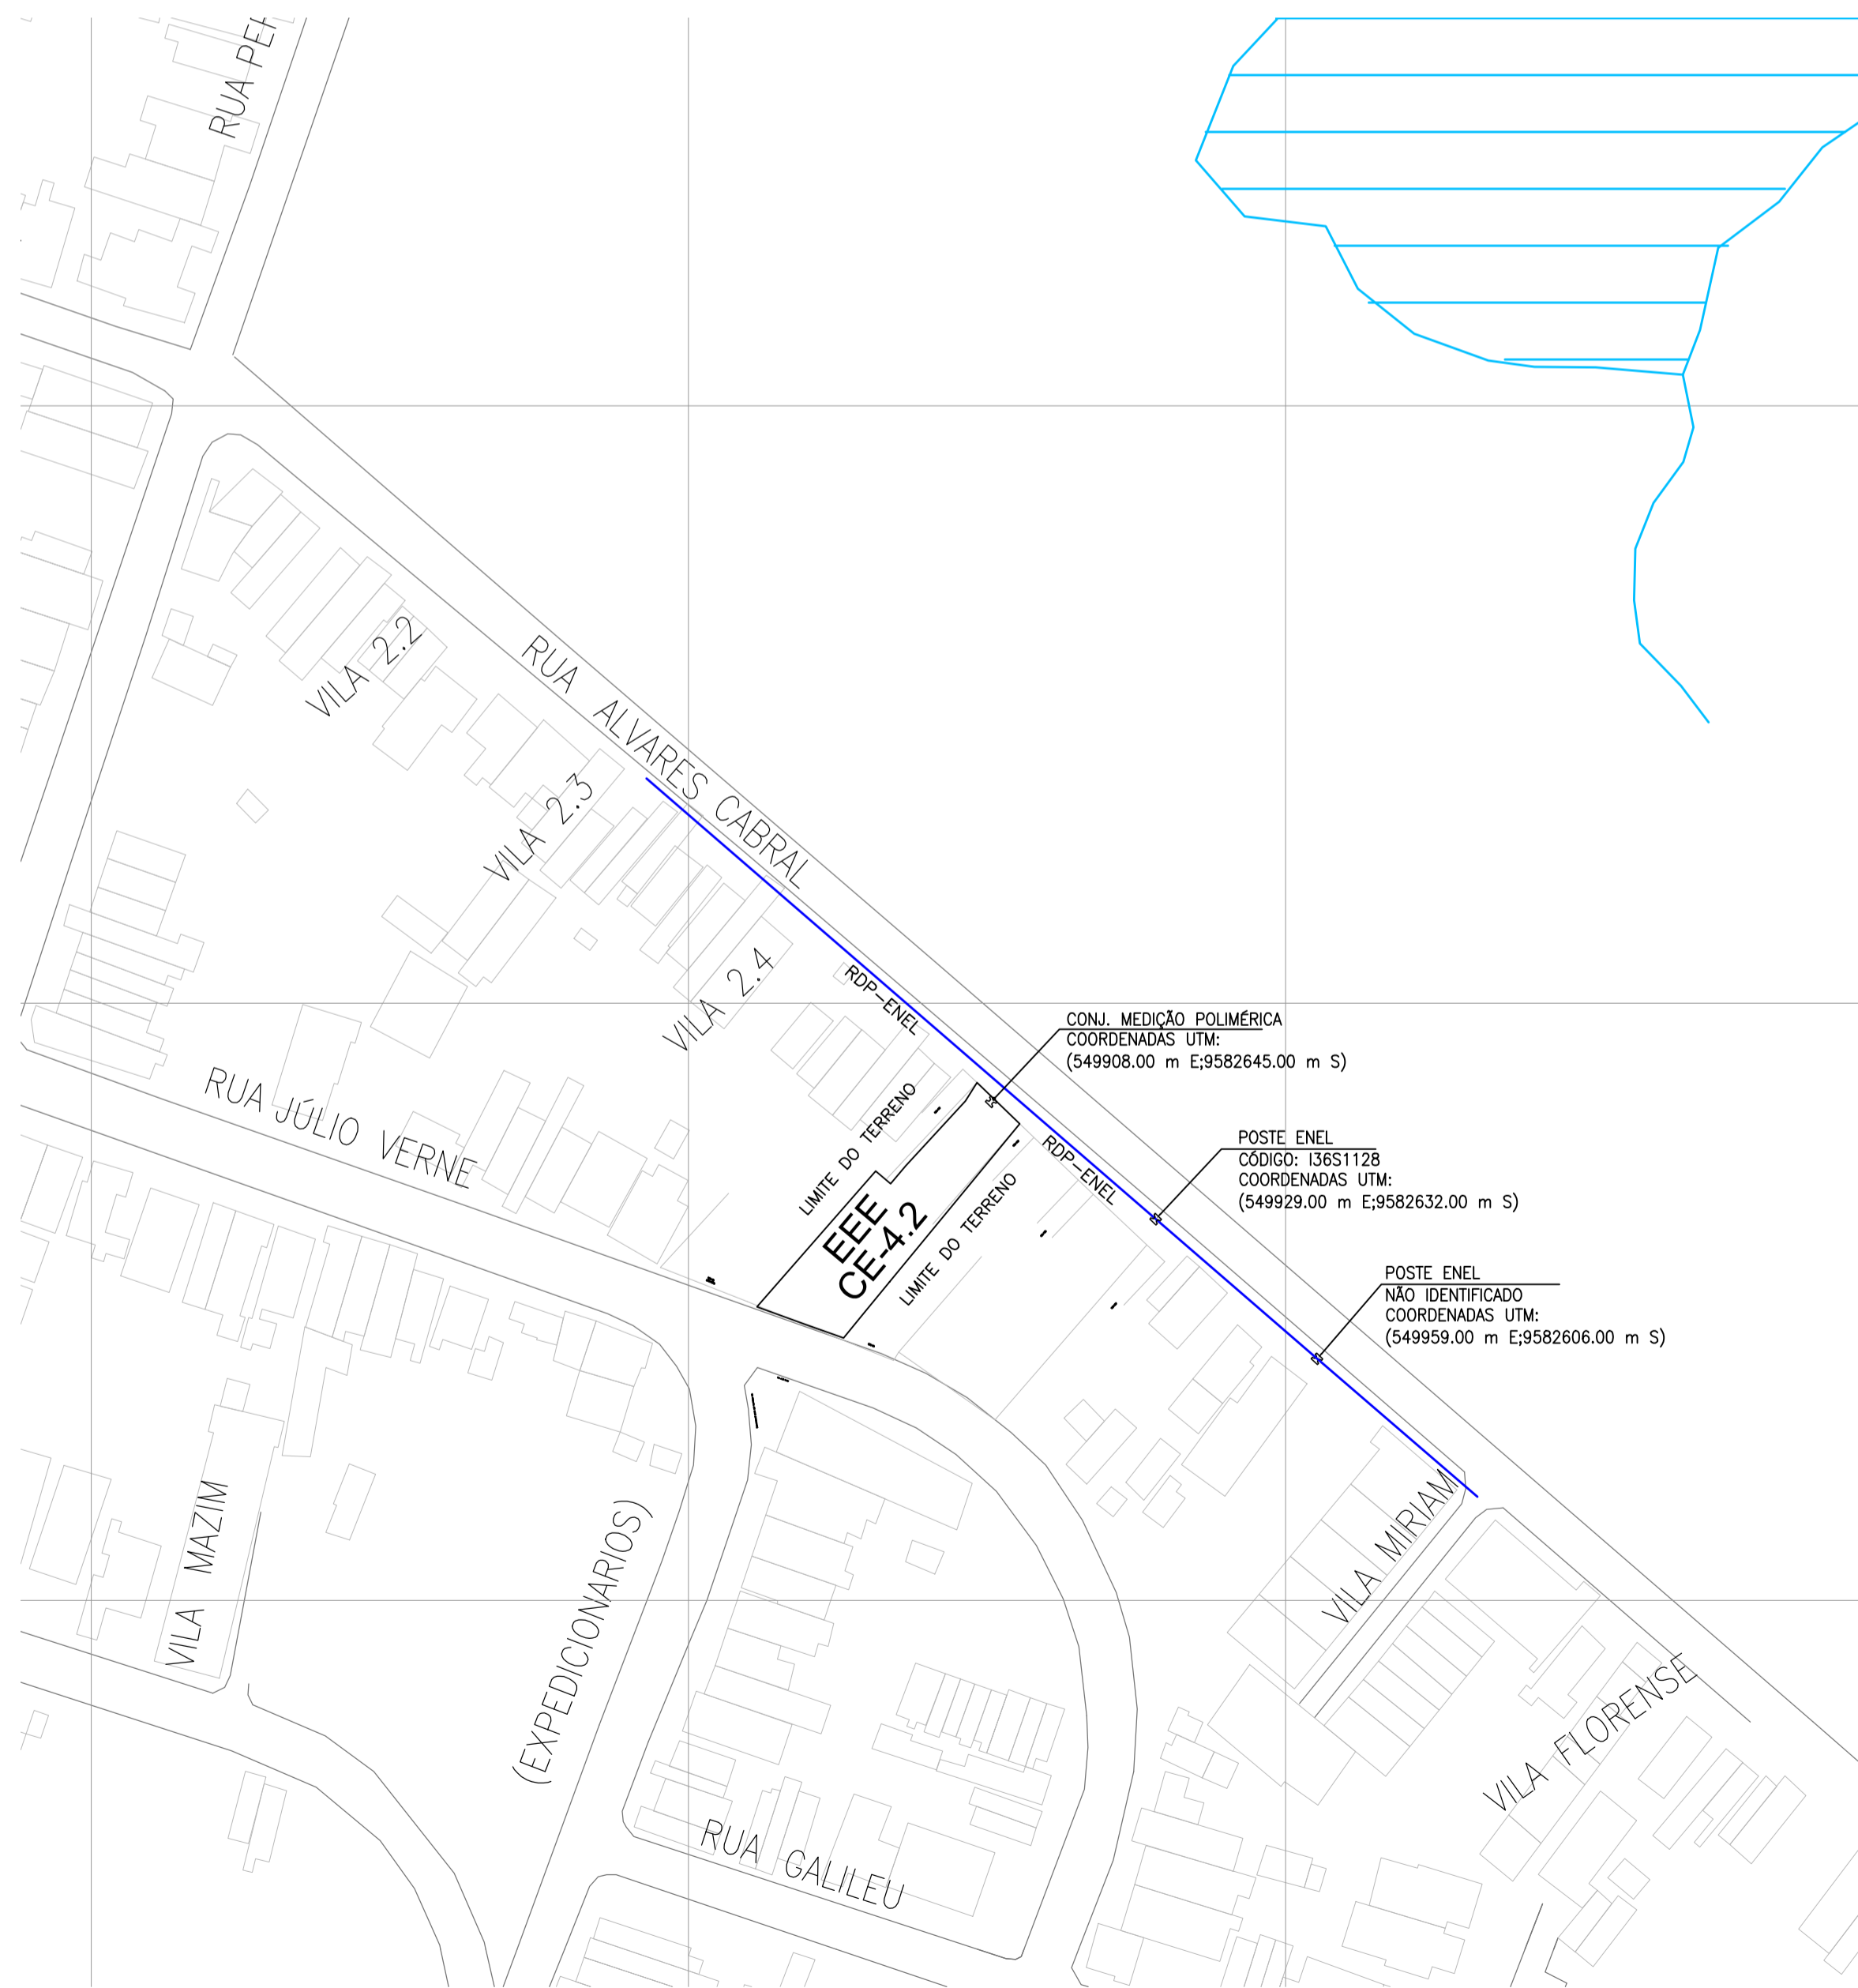 RUA ALVARES CABRAL
VILA 2.2
VILA 2.3
VILA 2.4
RDP-ENEL
CONJ. MEDIÇÃO POLIMÉRICA
COORDENADAS UTM:
(549908.00 m E;9582645.00 m S)
RUA JÚLIO VERNE
LIMITE DO TERRENO
EEE
CE-4.2
LIMITE DO TERRENO
RDP-ENEL
POSTE ENEL
CÓDIGO: I36S1128
COORDENADAS UTM:
(549929.00 m E;9582632.00 m S)
POSTE ENEL
NÃO IDENTIFICADO
COORDENADAS UTM:
(549959.00 m E;9582606.00 m S)
VILA MAZIM
(EXPEDICIONARIOS)
VILA MIRIAM
VILA FLORENSE
RUA GALILEU